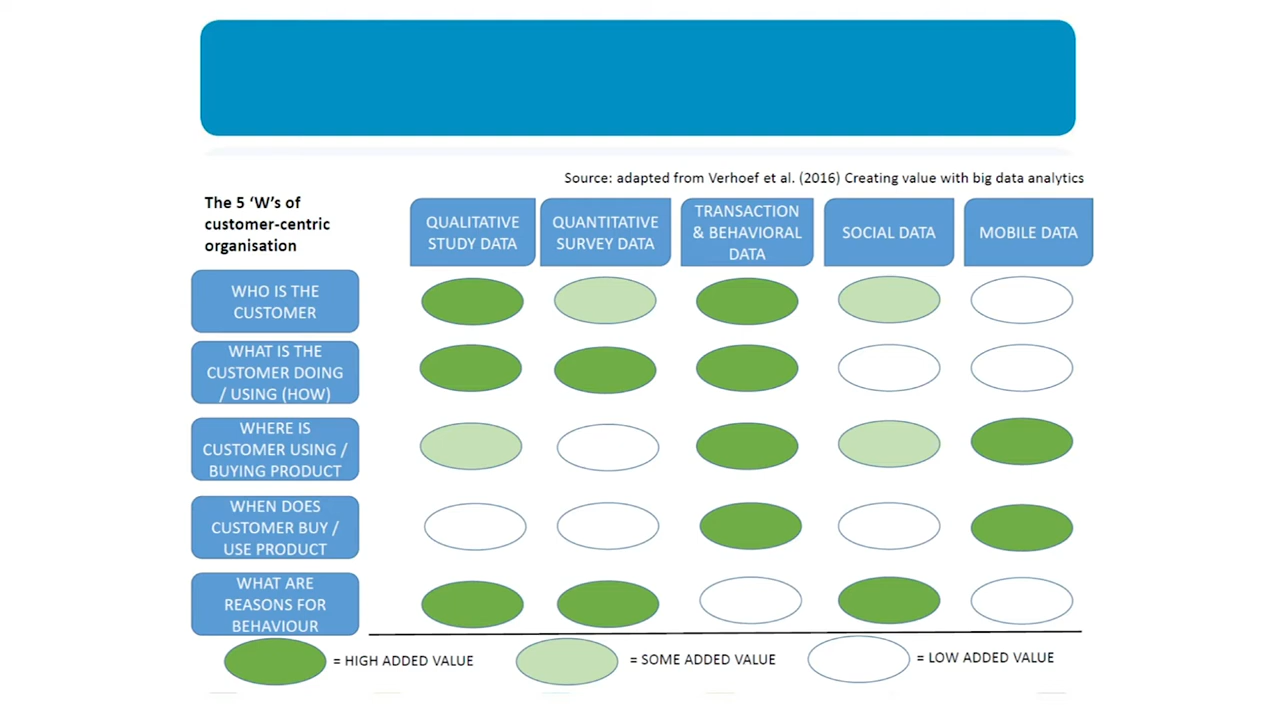 Source: adapted from Verhoef et al. (2016) Creating value with big data analytics
The 5 ‘W’s of
customer-centric
organisation
QUALITATIVE
STUDY DATA
QUANTITATIVE
SURVEY DATA
TRANSACTION
& BEHAVIORAL
DATA
SOCIAL DATA
MOBILE DATA
WHO IS THE
CUSTOMER
WHAT IS THE
CUSTOMER DOING
/ USING (HOW)
WHERE IS
CUSTOMER USING /
BUYING PRODUCT
WHEN DOES
CUSTOMER BUY /
USE PRODUCT
WHAT ARE
REASONS FOR
BEHAVIOUR
= HIGH ADDED VALUE
= SOME ADDED VALUE
= LOW ADDED VALUE